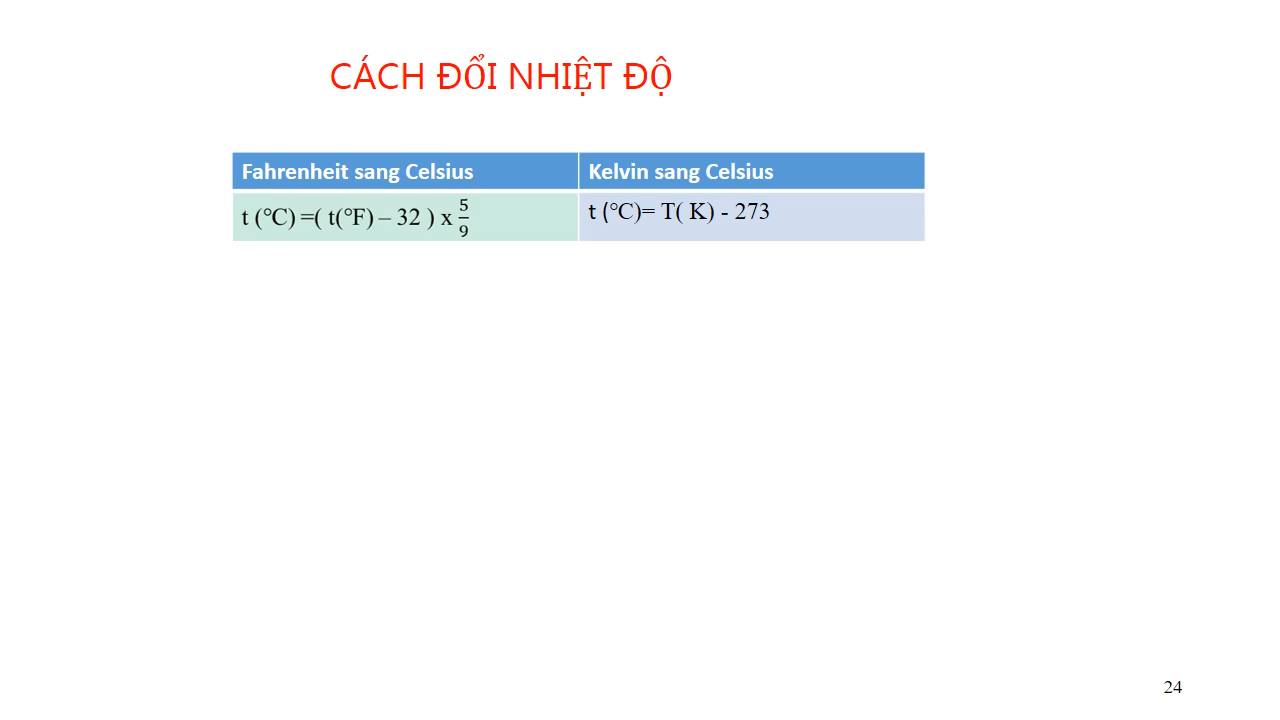 CÁCH ĐỔI NHIỆT ĐỘ
Fahrenheit sang Celsius
Kelvin sang Celsius
t (°C) =( t(°F) – 32 ) x 5/9
t (°C)= T( K) - 273
24